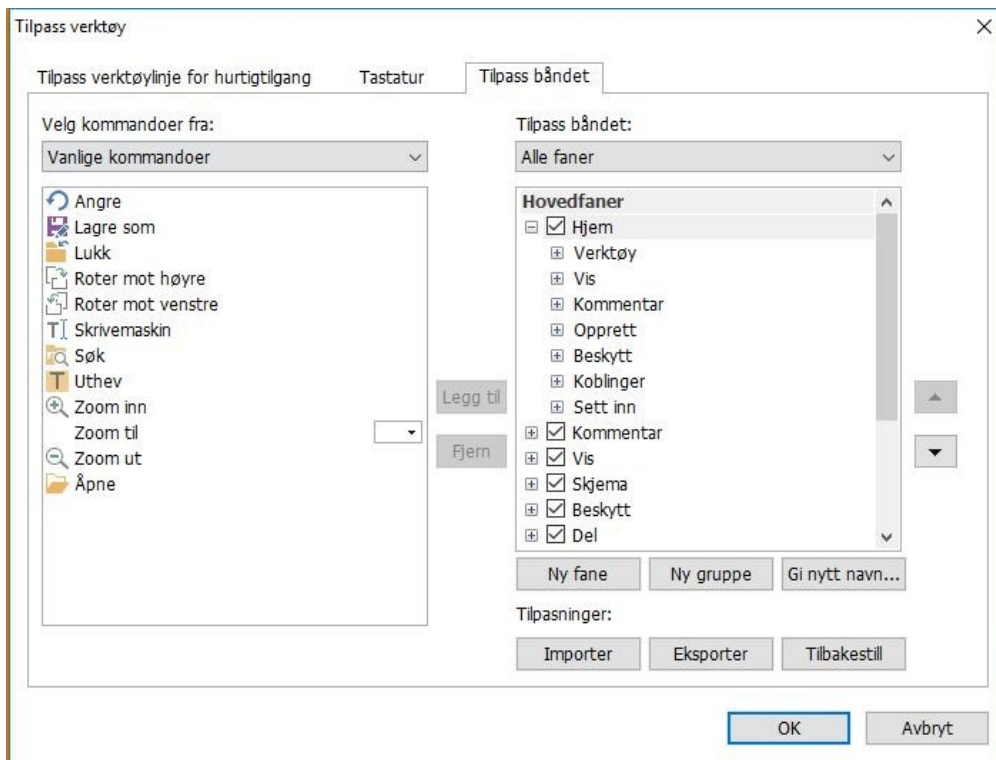 Tilpass verktøy
Tilpass verktøylinje for hurtigtilgang
Tastatur
Tilpass båndet
Velg kommandoer fra:
Vanlige kommandoer
Angre
Lagre som
Lukk
Roter mot høyre
Roter mot venstre
Skrivemaskin
Søk
Uthev
Zoom inn
Zoom til
Zoom ut
Åpne
Legg til
Fjern
Tilpass båndet:
Alle faner
Hovedfaner
Hjem
Verktøy
Vis
Kommentar
Opprett
Beskytt
Koblinger
Sett inn
Kommentar
Vis
Skjema
Beskytt
Del
Ny fane
Ny gruppe
Gi nytt navn...
Tilpasninger:
Importer
Eksporter
Tilbakestill
OK
Avbryt